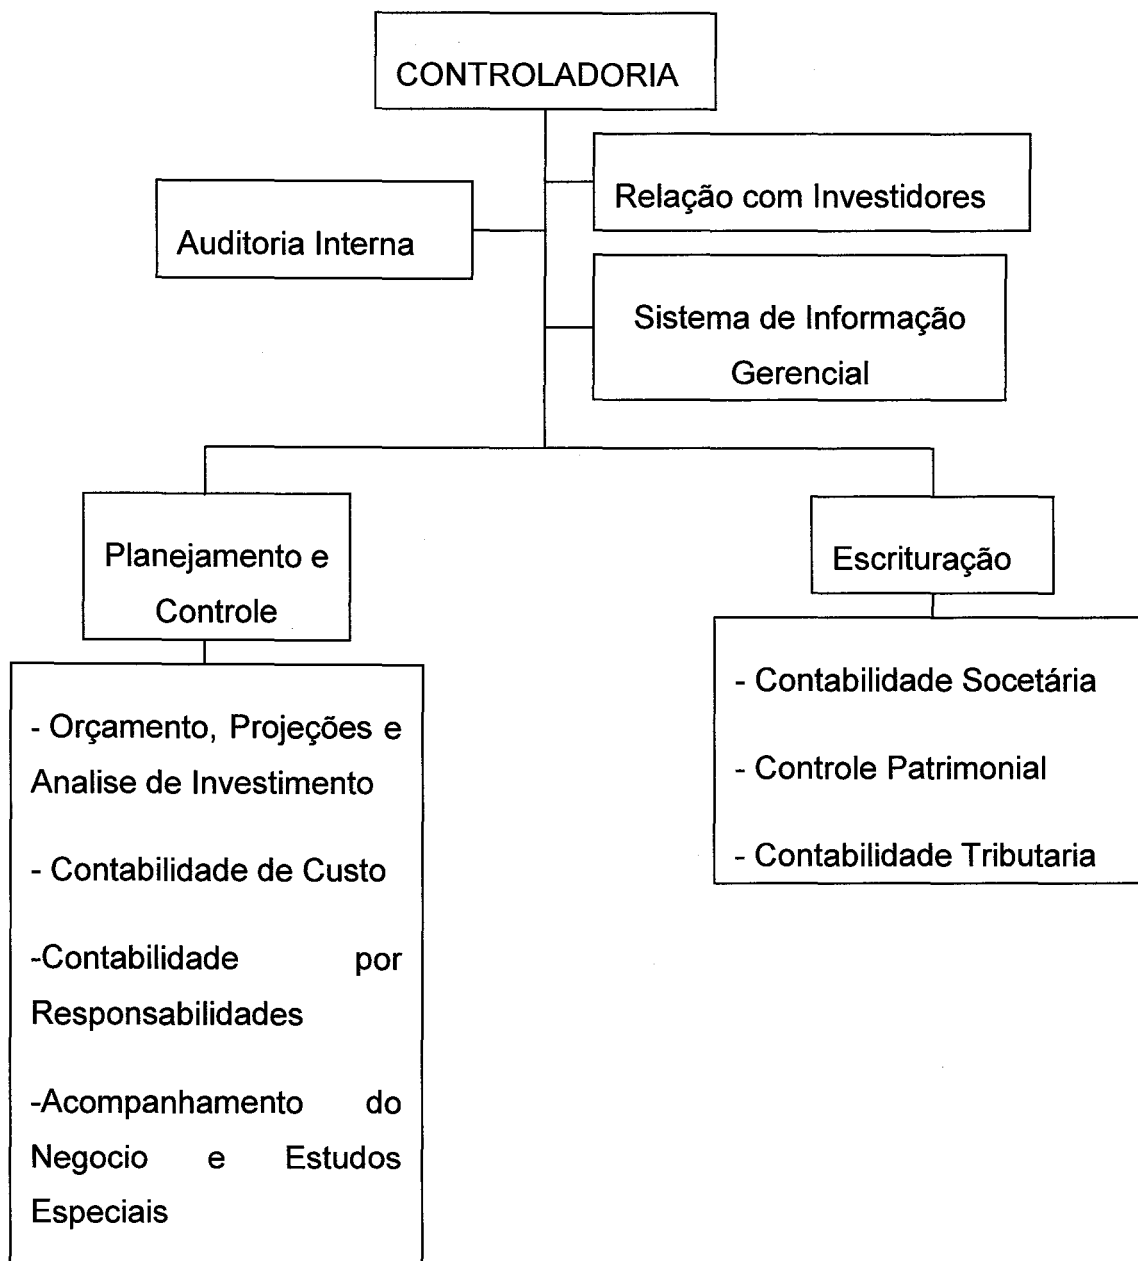 CONTROLADORIA
Relação com Investidores
Auditoria Interna
Sistema de Informação
Gerencial
Planejamento e
Controle
Escrituração
- Orçamento, Projeções e
Analise de Investimento
- Contabilidade de Custo
-Contabilidade por
Responsabilidades
-Acompanhamento do
Negocio e Estudos
Especiais
- Contabilidade Socetária
- Controle Patrimonial
- Contabilidade Tributaria